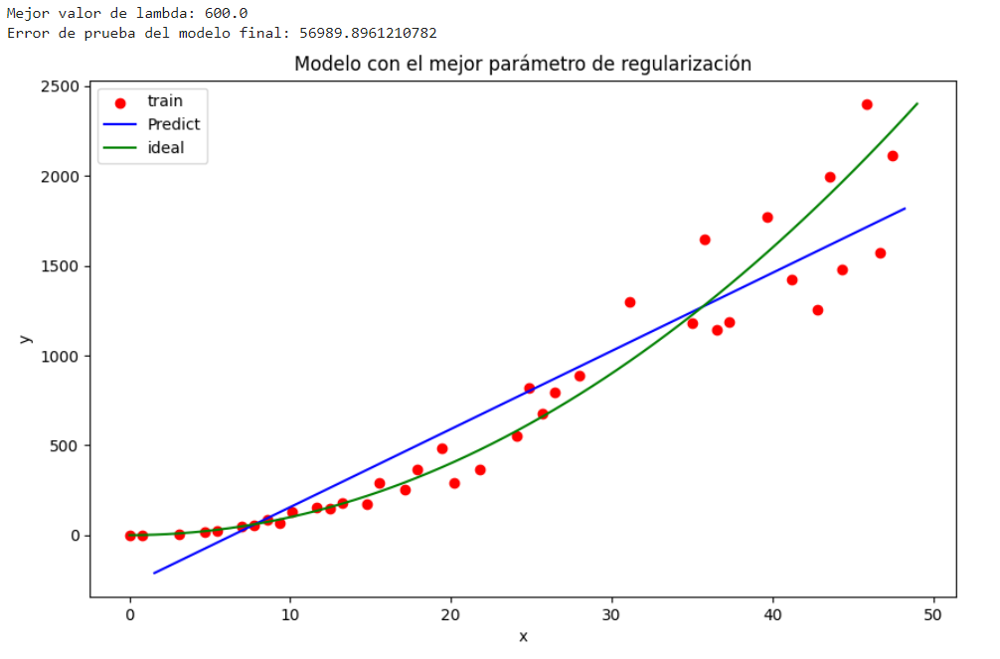 Mejor valor de lambda: 600.0
Error de prueba del modelo final: 56989.8961210782
Modelo con el mejor parámetro de regularización
train
Predict
ideal
2500
2000
1500
1000
500
0
y
0 10 20 30 40 50
x